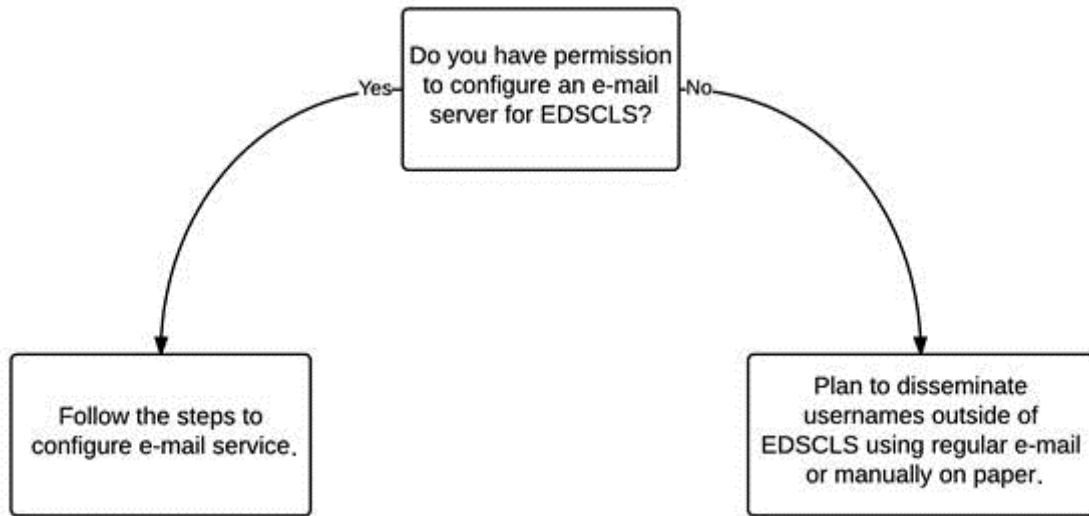 Do you have permission
to configure an e-mail
server for EDSCLS?
Yes
No
Follow the steps to
configure e-mail service.
Plan to disseminate
usernames outside of
EDSCLS using regular e-mail
or manually on paper.